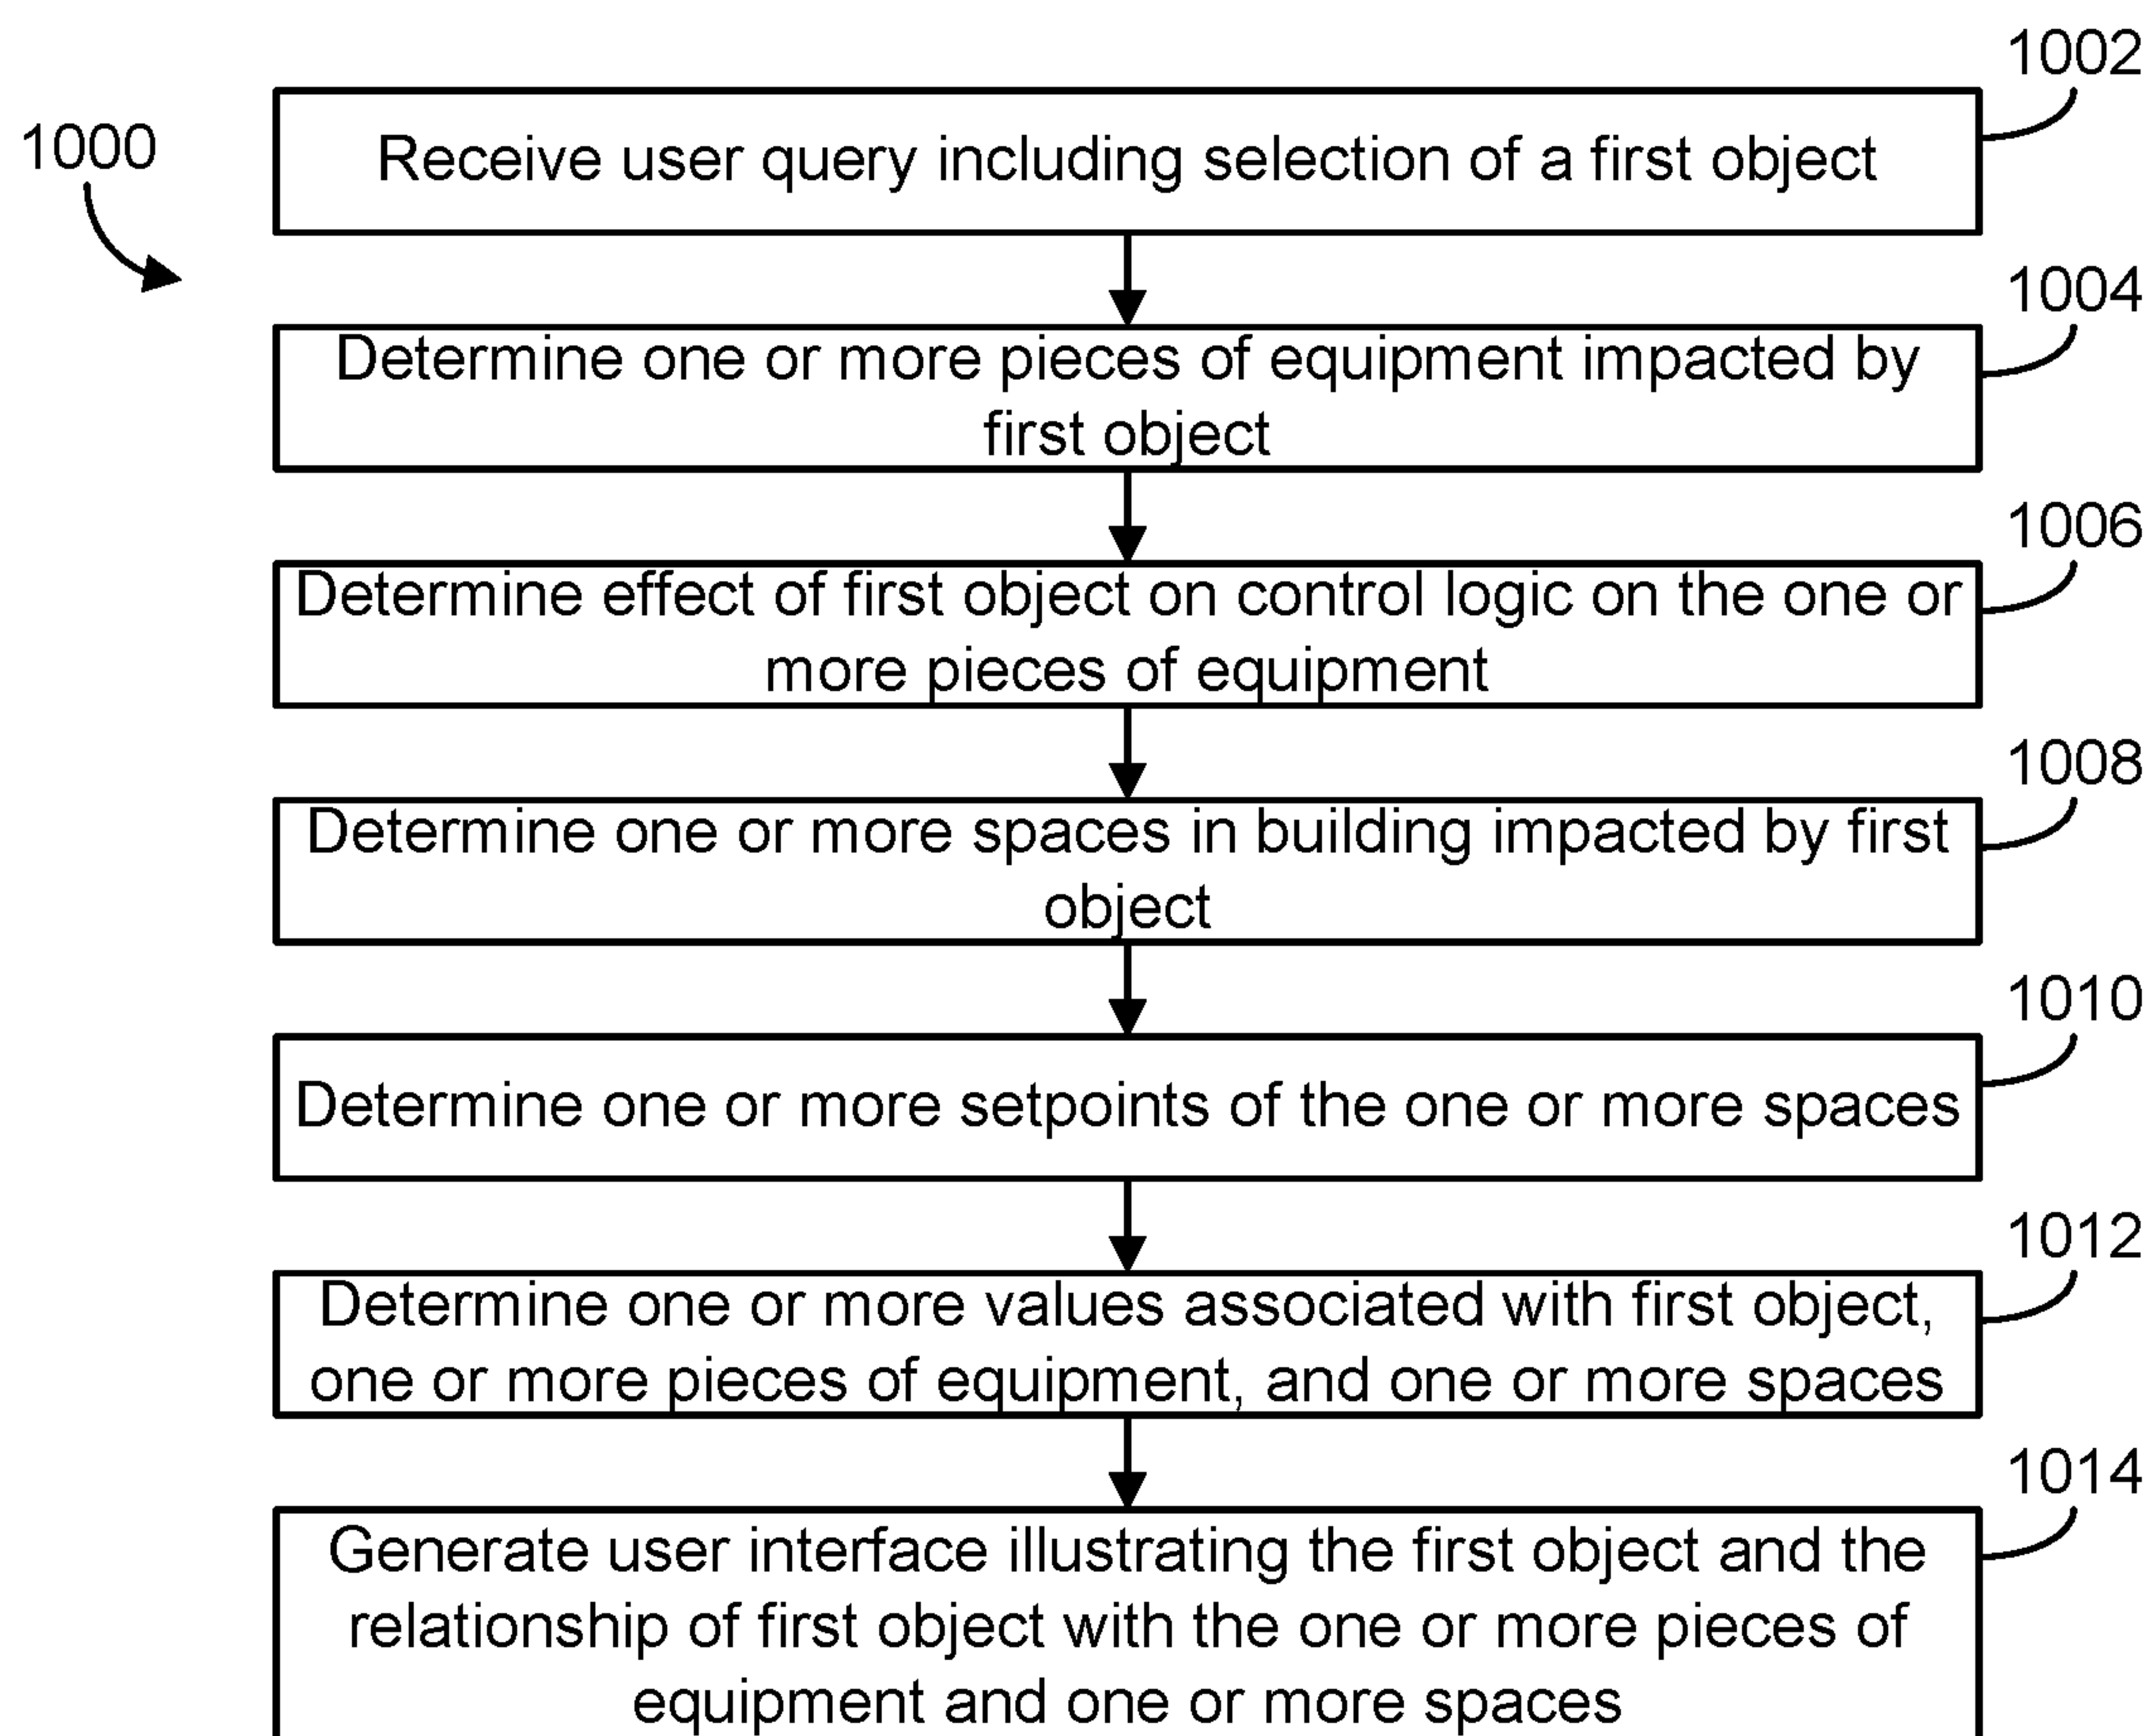 1002
1000
Receive user query including selection of a first object
1004
Determine one or more pieces of equipment impacted by
first object
1006
Determine effect of first object on control logic on the one or
more pieces of equipment
1008
Determine one or more spaces in building impacted by first
object
1010
Determine one or more setpoints of the one or more spaces
1012
Determine one or more values associated with first object,
one or more pieces of equipment, and one or more spaces
1014
Generate user interface illustrating the first object and the
relationship of first object with the one or more pieces of
equipment and one or more spaces